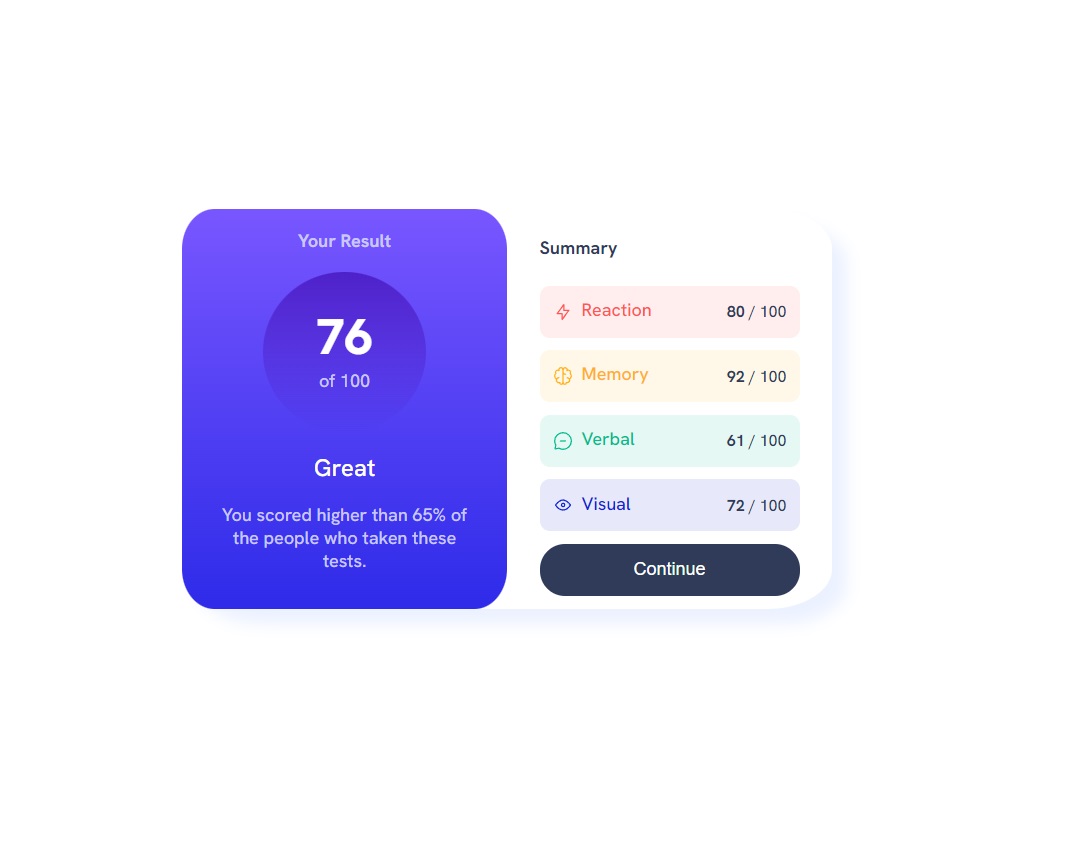 Your Result
76
of 100
Great
You scored higher than 65% of
the people who taken these
tests.
Summary
Reaction 80 / 100
Memory 92 / 100
Verbal 61 / 100
Visual 72 / 100
Continue